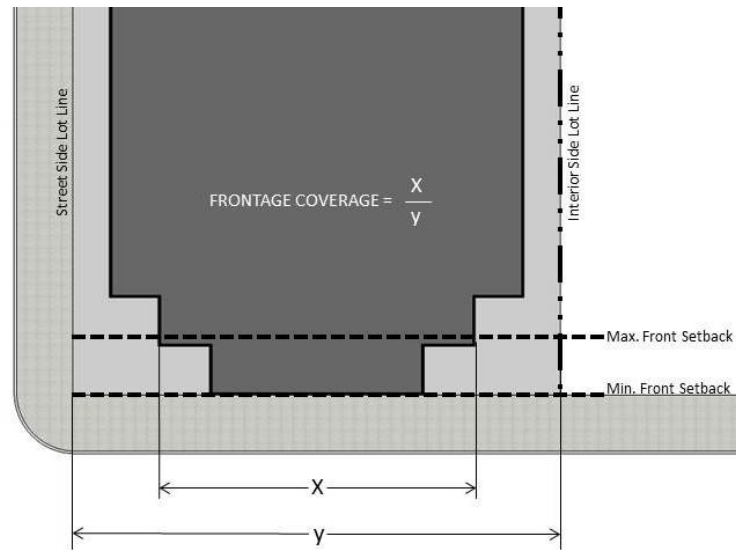 Street Side Lot Line
Interior Side Lot Line
FRONTAGE COVERAGE = X
y
Max. Front Setback
Min. Front Setback
X
y